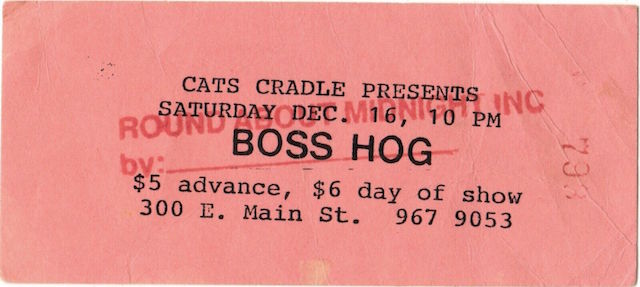 CATS CRADLE PRESENTS
SATURDAY DEC. 16, 10 PM
ROUND ABOUT MIDNIGHT INC
BOSS HOG
by:
$5 advance, $6 day of show
300 E. Main St. 967 9053